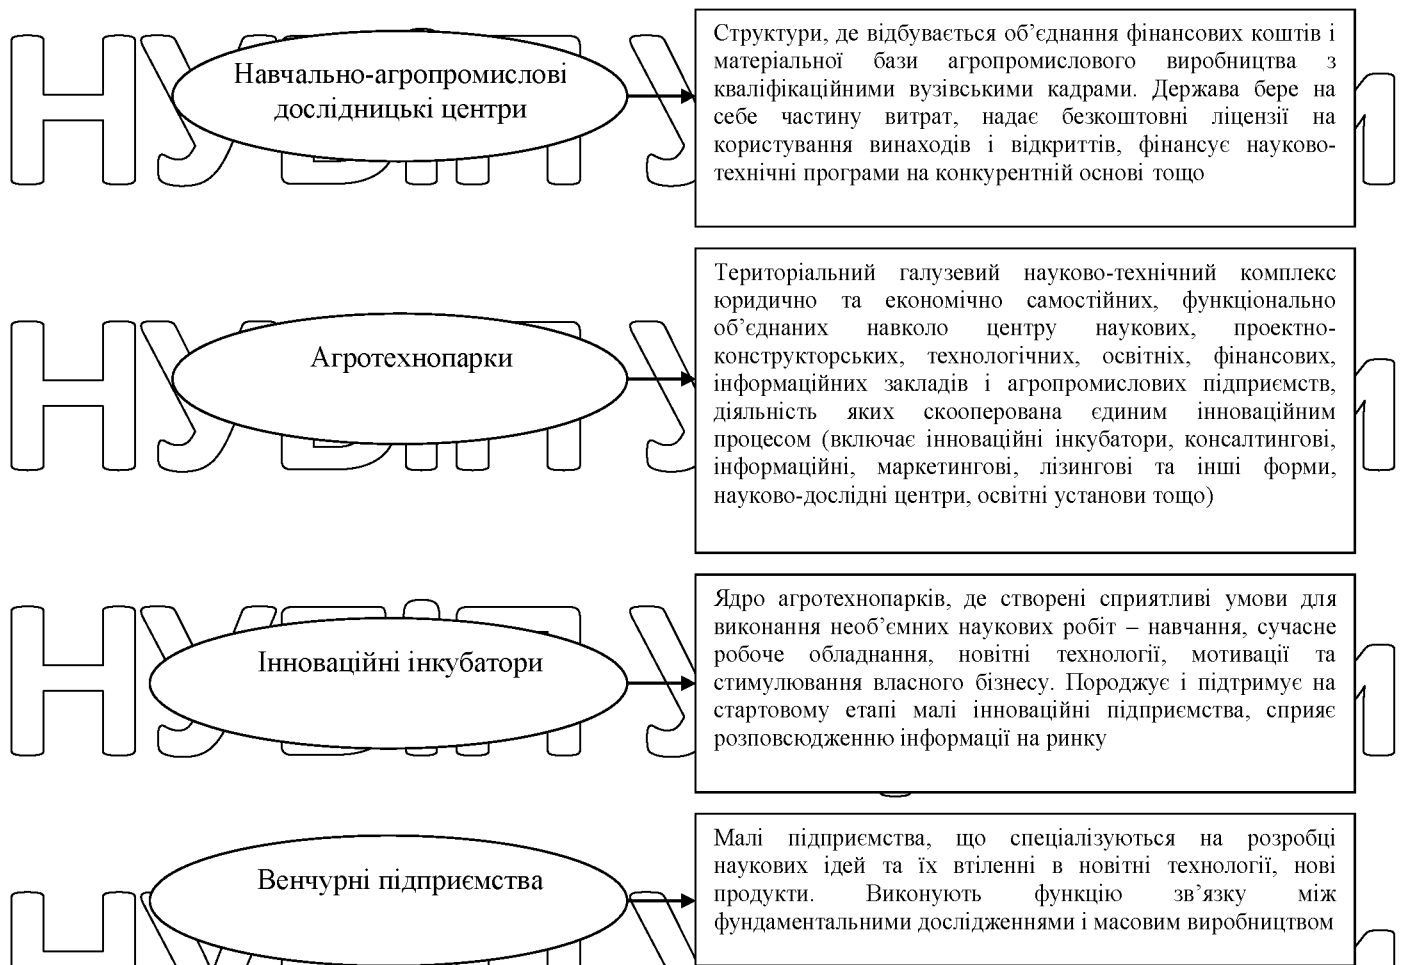 Навчально-агропромислові
дослідницькі центри
Структури, де відбувається об’єднання фінансових коштів і
матеріальної бази агропромислового виробництва з
кваліфікаційними вузівськими кадрами. Держава бере на
себе частину витрат, надає безкоштовні ліцензії на
користування винаходів і відкриттів, фінансує науково-
технічні програми на конкурентній основі тощо
Агротехнопарки
Територіальний галузевий науково-технічний комплекс
юридично та економічно самостійних, функціонально
об’єднаних навколо центру наукових, проектно-
конструкторських, технологічних, освітніх, фінансових,
інформаційних закладів і агропромислових підприємств,
діяльність яких скооперована єдиним інноваційним
процесом (включає інноваційні інкубатори, консалтингові,
інформаційні, маркетингові, лізингові та інші форми,
науково-дослідні центри, освітні установи тощо)
Інноваційні інкубатори
Ядро агротехнопарків, де створені сприятливі умови для
виконання необ’ємних наукових робіт – навчання, сучасне
робоче обладнання, новітні технології, мотивації та
стимулювання власного бізнесу. Породжує і підтримує на
стартовому етапі малі інноваційні підприємства, сприяє
розповсюдженню інформації на ринку
Венчурні підприємства
Малі підприємства, що спеціалізуються на розробці
наукових ідей та їх втіленні в новітні технології, нові
продукти. Виконують функцію зв’язку між
фундаментальними дослідженнями і масовим виробництвом